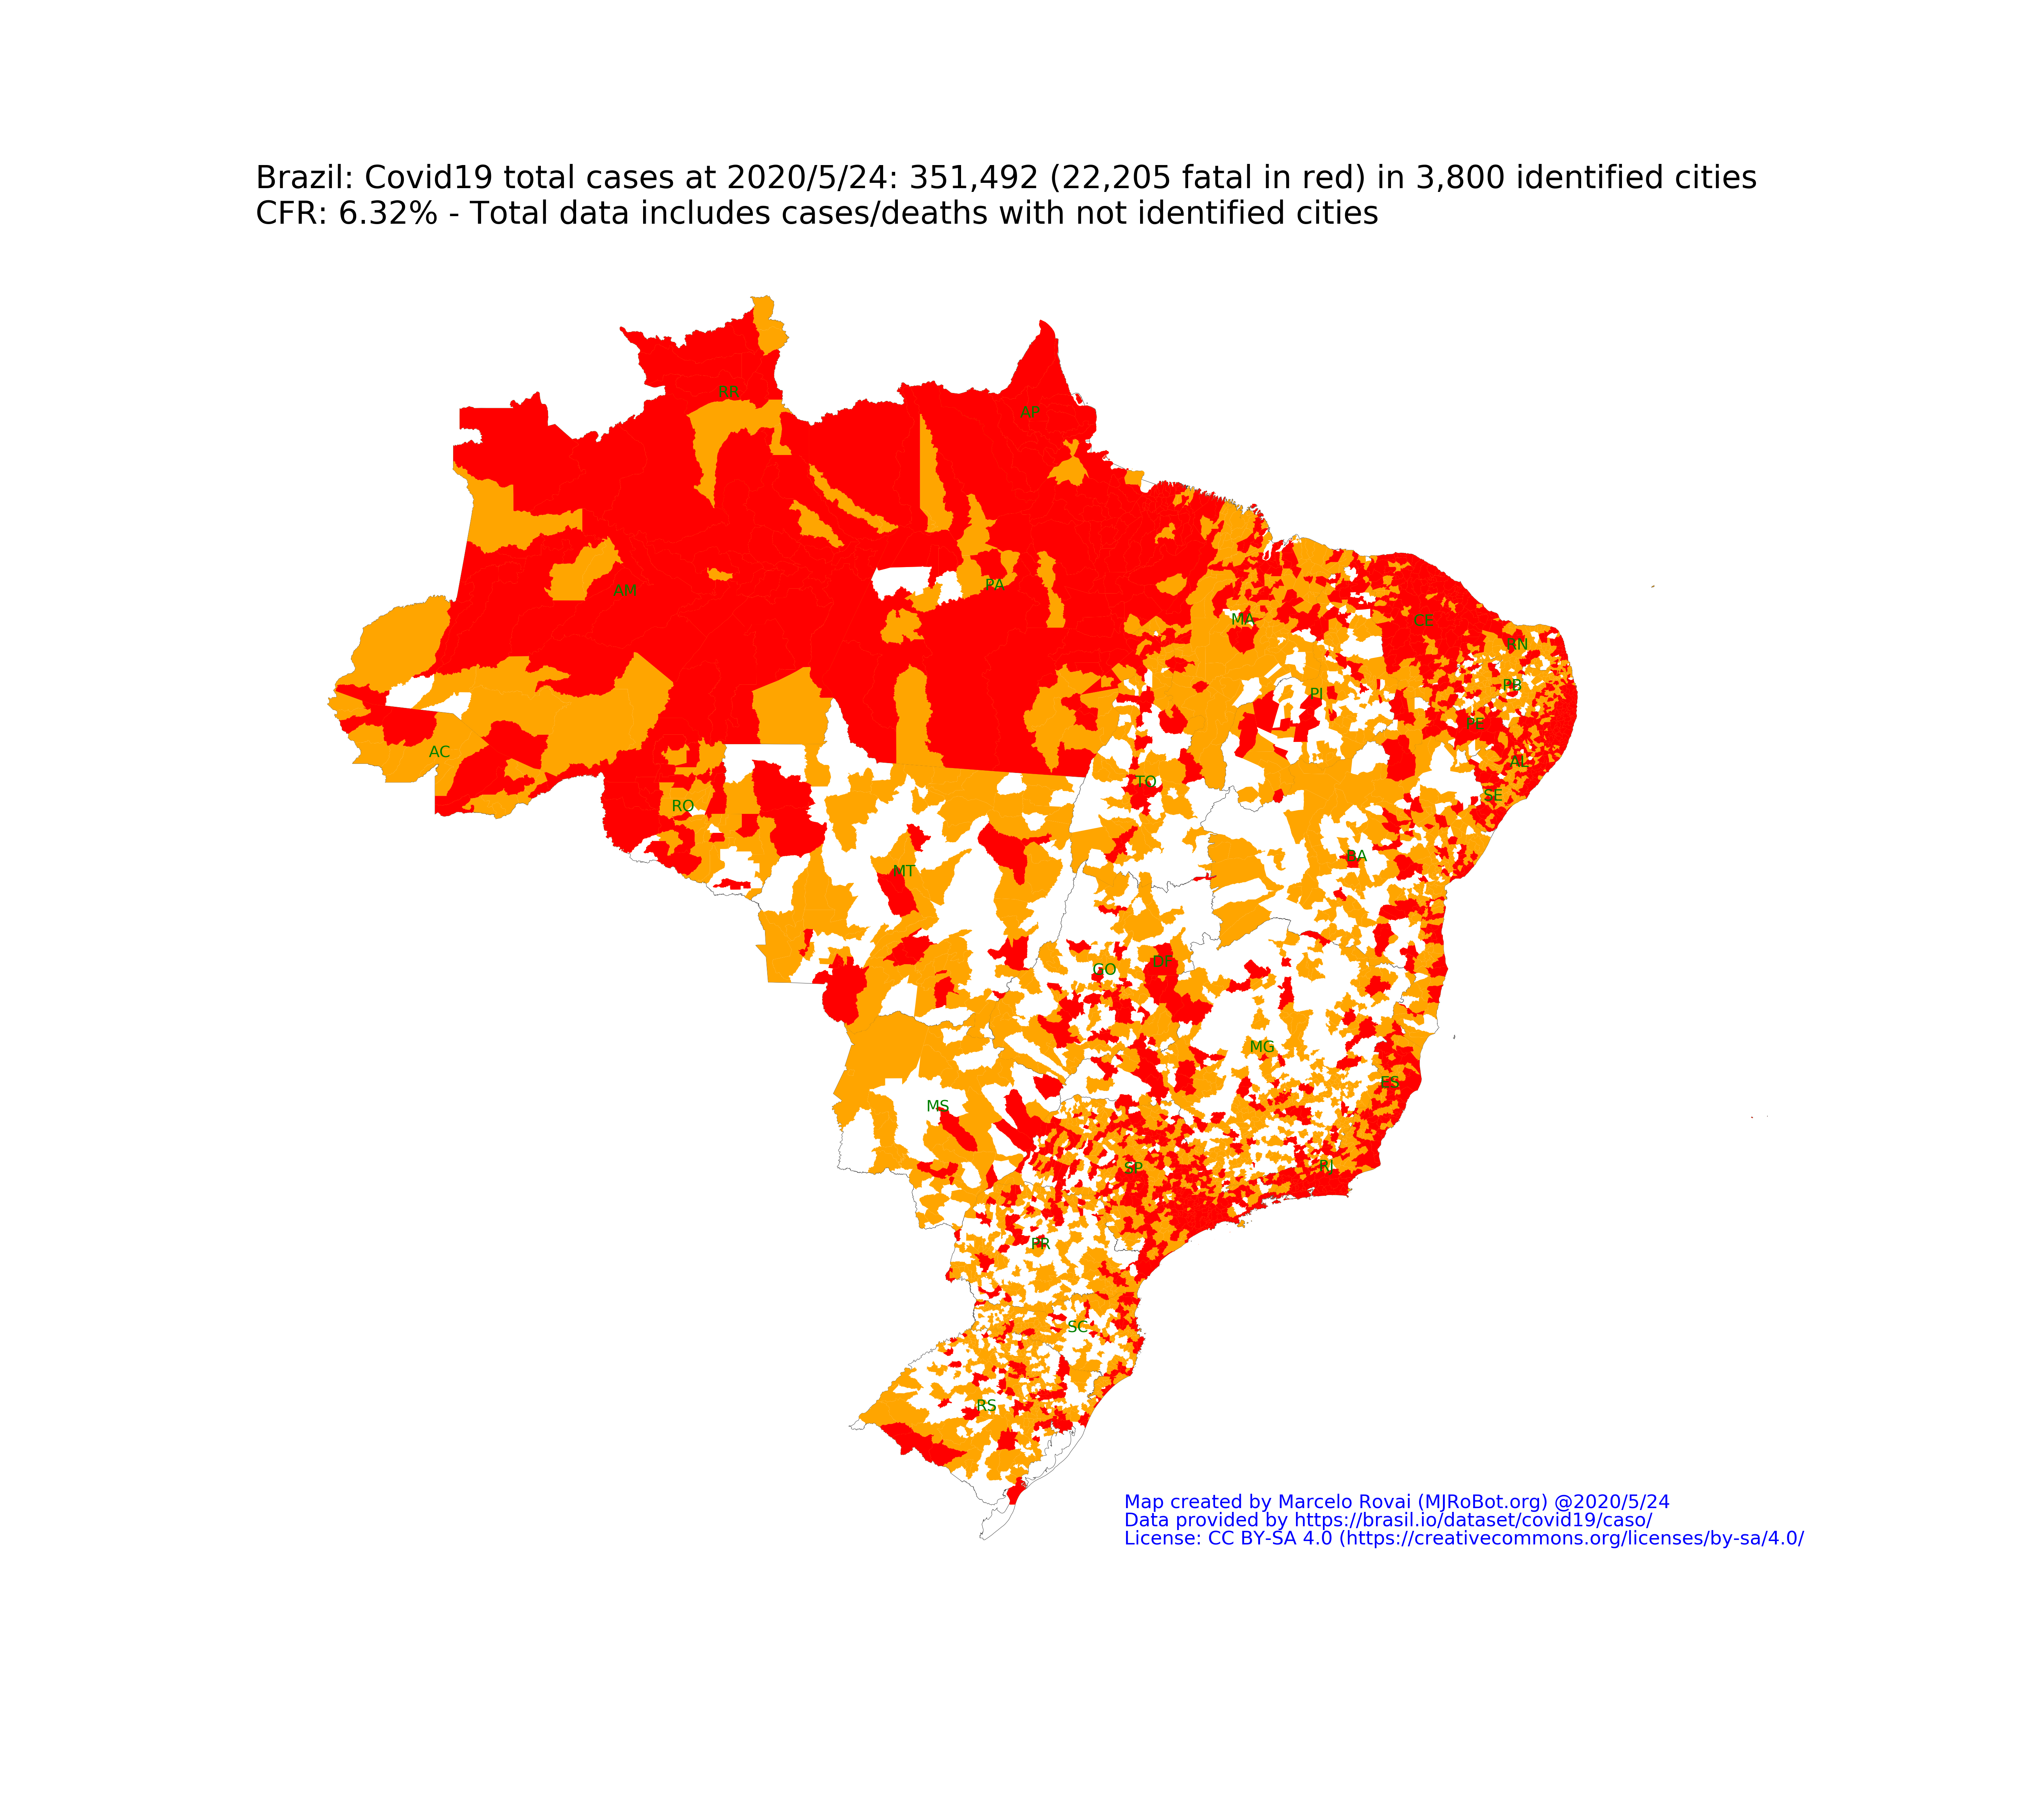 Brazil: Covid19 total cases at 2020/5/24: 351,492 (22,205 fatal in red) in 3,800 identified cities
CFR: 6.32% - Total data includes cases/deaths with not identified cities
RR
AP
AM
PA
MA
CE
RN
PB
PI
PE
AC
AL
TO
SE
RO
BA
MT
DF
GO
MG
ES
MS
RJ
SP
PR
SC
RS
Map created by Marcelo Rovai (MJRoBot.org) @2020/5/24
Data provided by https://brasil.io/dataset/covid19/caso/
License: CC BY-SA 4.0 (https://creativecommons.org/licenses/by-sa/4.0/